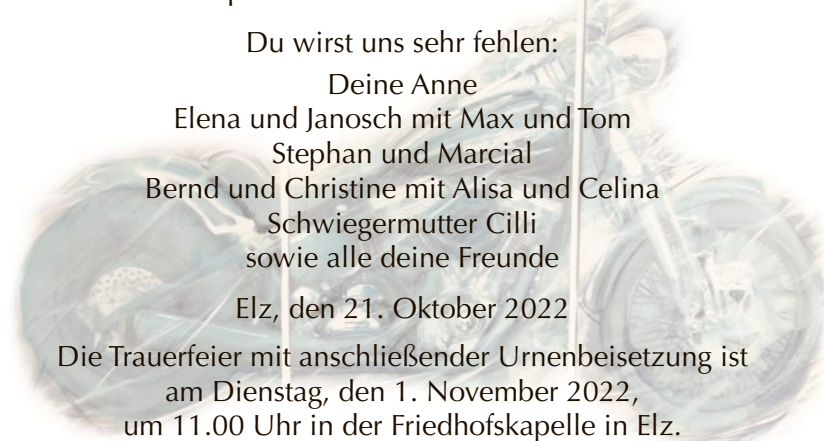 Du wirst uns sehr fehlen:
Deine Anne
Elena und Janosch mit Max und Tom
Stephan und Marcial
Bernd und Christine mit Alisa und Celina
Schwiegermutter Cilli
sowie alle deine Freunde
Elz, den 21. Oktober 2022
Die Trauerfeier mit anschließender Urnenbeisetzung ist
am Dienstag, den 1. November 2022,
um 11.00 Uhr in der Friedhofskapelle in Elz.